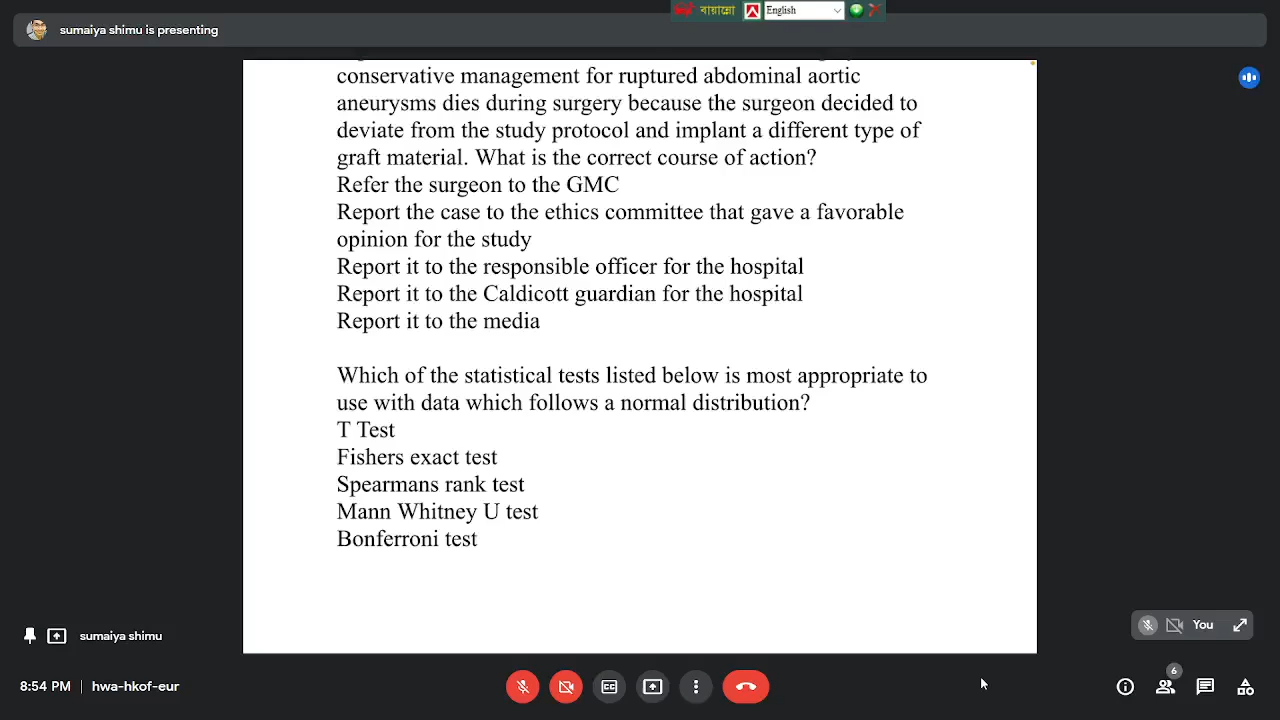 বায়ান্নো
English
sumaiya shimu is presenting
conservative management for ruptured abdominal aortic
aneurysms dies during surgery because the surgeon decided to
deviate from the study protocol and implant a different type of
graft material. What is the correct course of action?
Refer the surgeon to the GMC
Report the case to the ethics committee that gave a favorable
opinion for the study
Report it to the responsible officer for the hospital
Report it to the Caldicott guardian for the hospital
Report it to the media
Which of the statistical tests listed below is most appropriate to
use with data which follows a normal distribution?
T Test
Fishers exact test
Spearmans rank test
Mann Whitney U test
Bonferroni test
You
sumaiya shimu
6
8:54 PM | hwa-hkof-eur